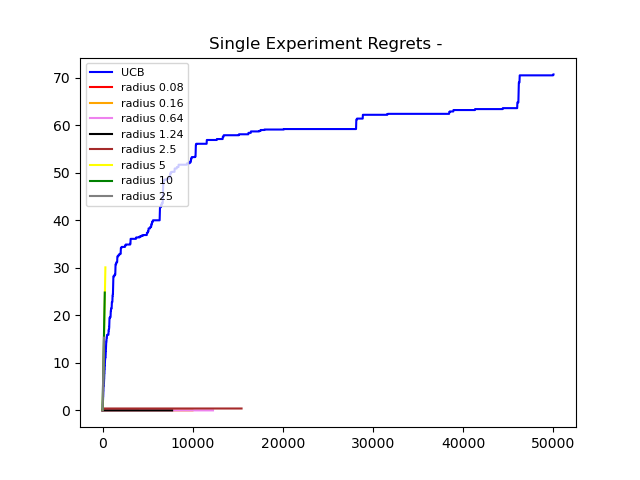 Single Experiment Regrets -
UCB
radius 0.08
radius 0.16
radius 0.64
radius 1.24
radius 2.5
radius 5
radius 10
radius 25
70
60
50
40
30
20
10
0
0 10000 20000 30000 40000 50000